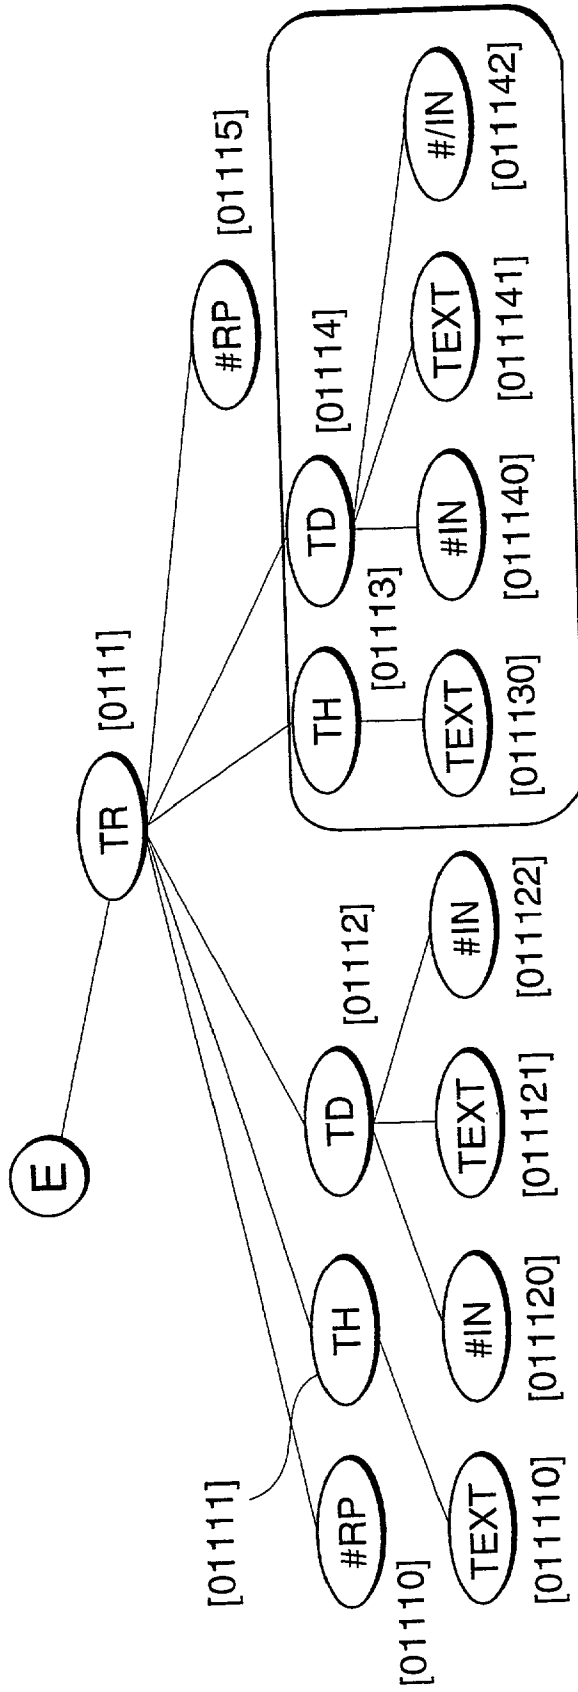 E
TR
[0111]
#RP
[01115]
[01111]
#RP
[01110]
TH
TD
[01112]
TH
[01113]
TD
[01114]
TEXT
[011110]
#IN
[011120]
TEXT
[011121]
#IN
[011122]
TEXT
[011130]
#IN
[011140]
TEXT
[011141]
#/IN
[011142]